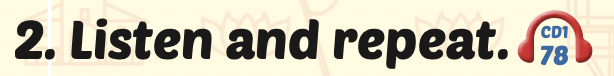 2. Listen and repeat.
CD1
78